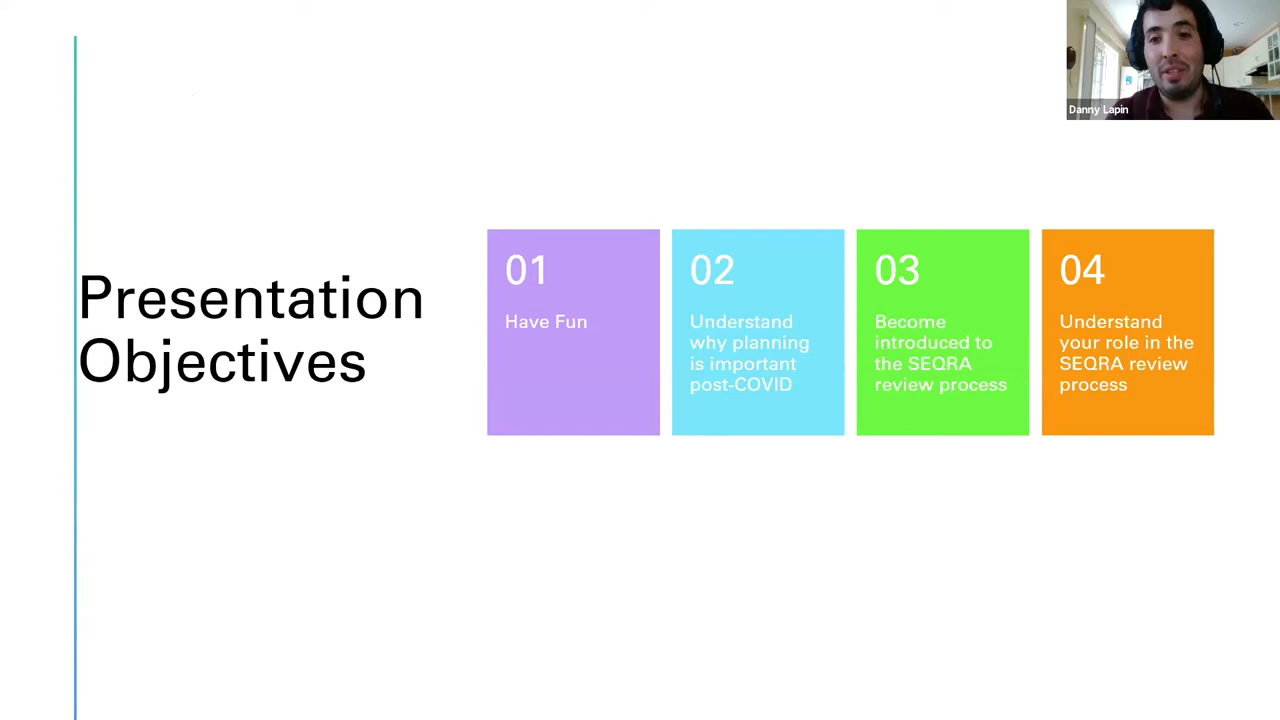 Danny Lapin
Presentation
Objectives
01
Have Fun
02
Understand
why planning
is important
post-COVID
03
Become
introduced to
the SEQRA
review process
04
Understand
your role in the
SEQRA review
process